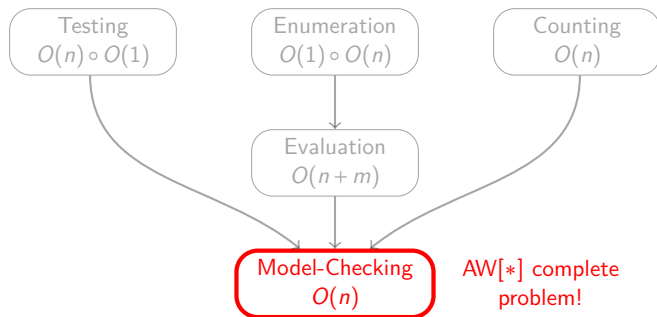 Testing
O(n)∘O(1)
Enumeration
O(1)∘O(n)
Counting
O(n)
Evaluation
O(n+m)
Model-Checking
O(n)
AW[∗] complete
problem!